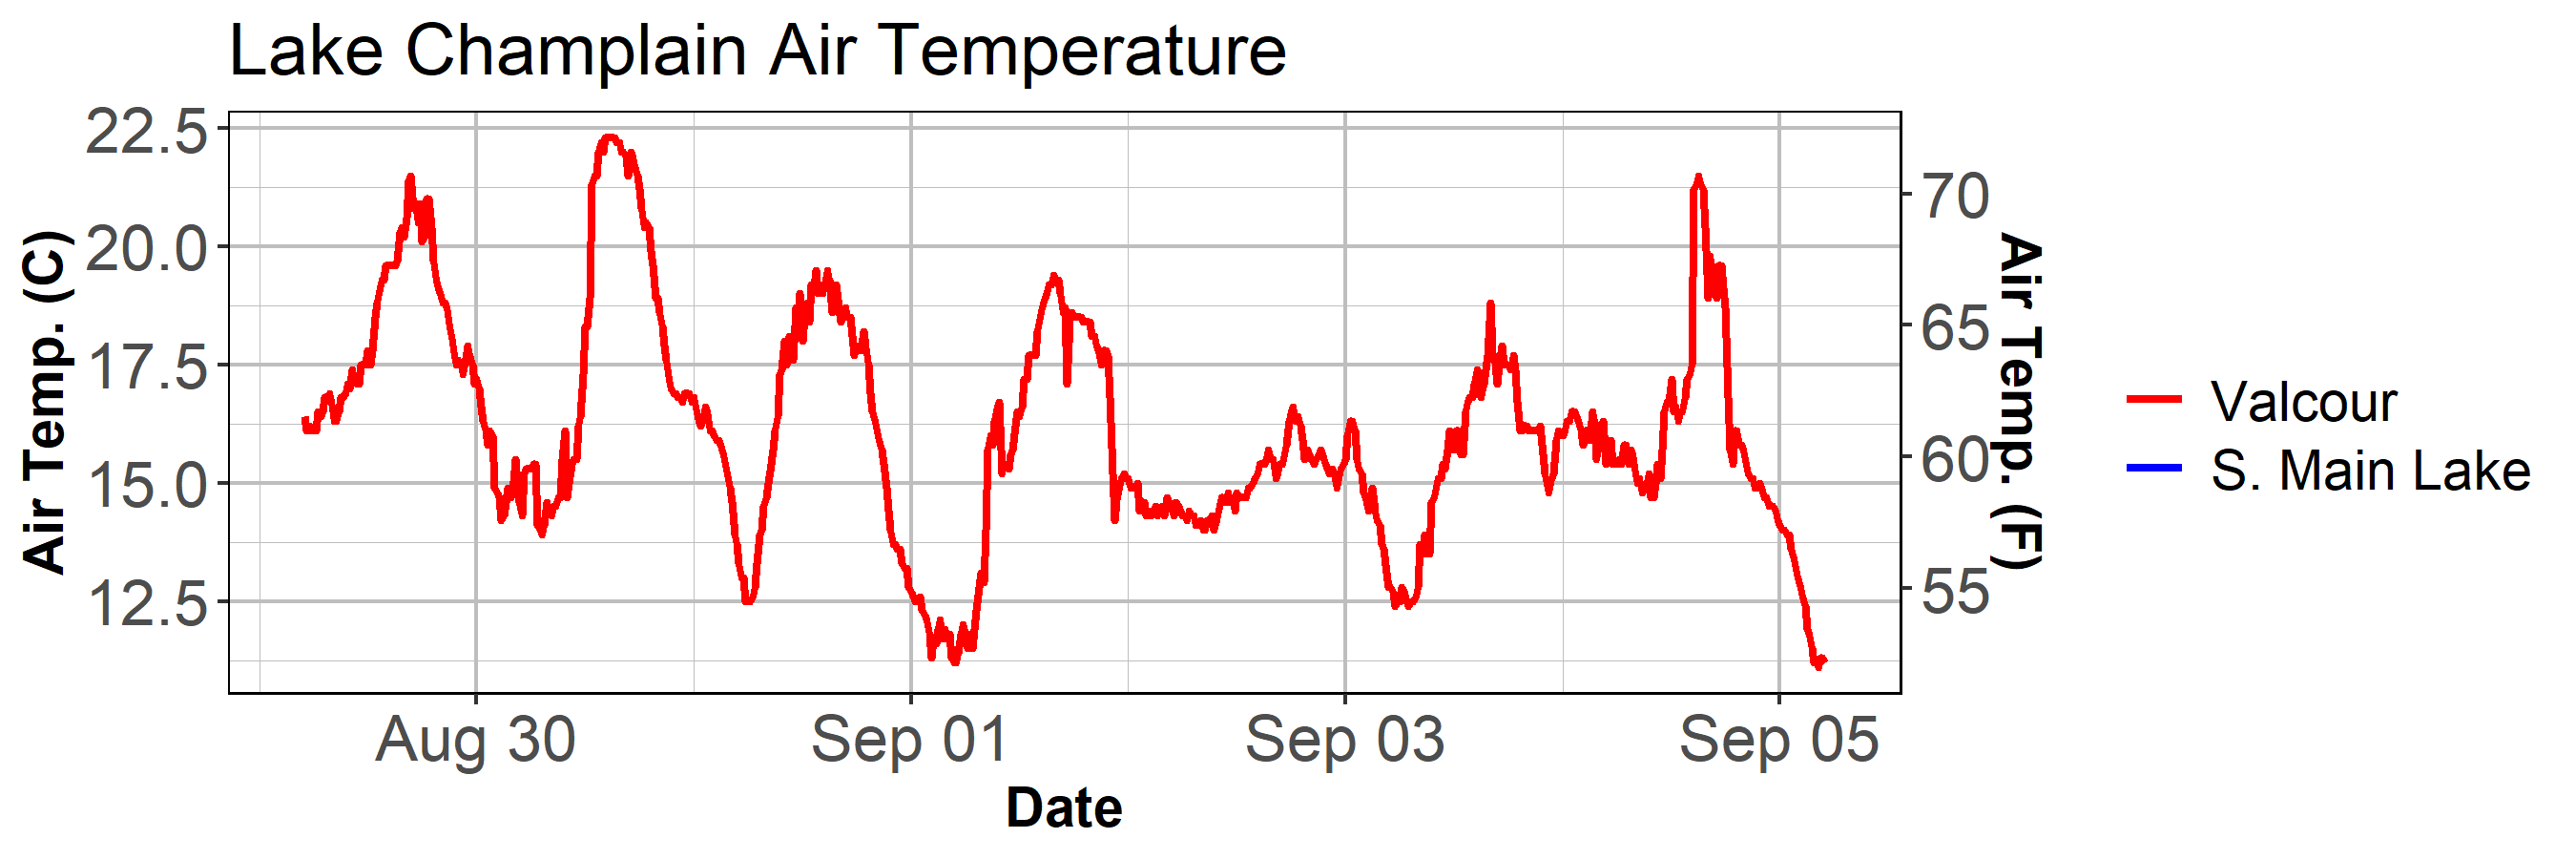 Lake Champlain Air Temperature
22.5
20.0
17.5
15.0
12.5
Air Temp. (C)
70
65
60
55
Air Temp. (F)
Aug 30
Sep 01
Sep 03
Sep 05
Date
Valcour
S. Main Lake